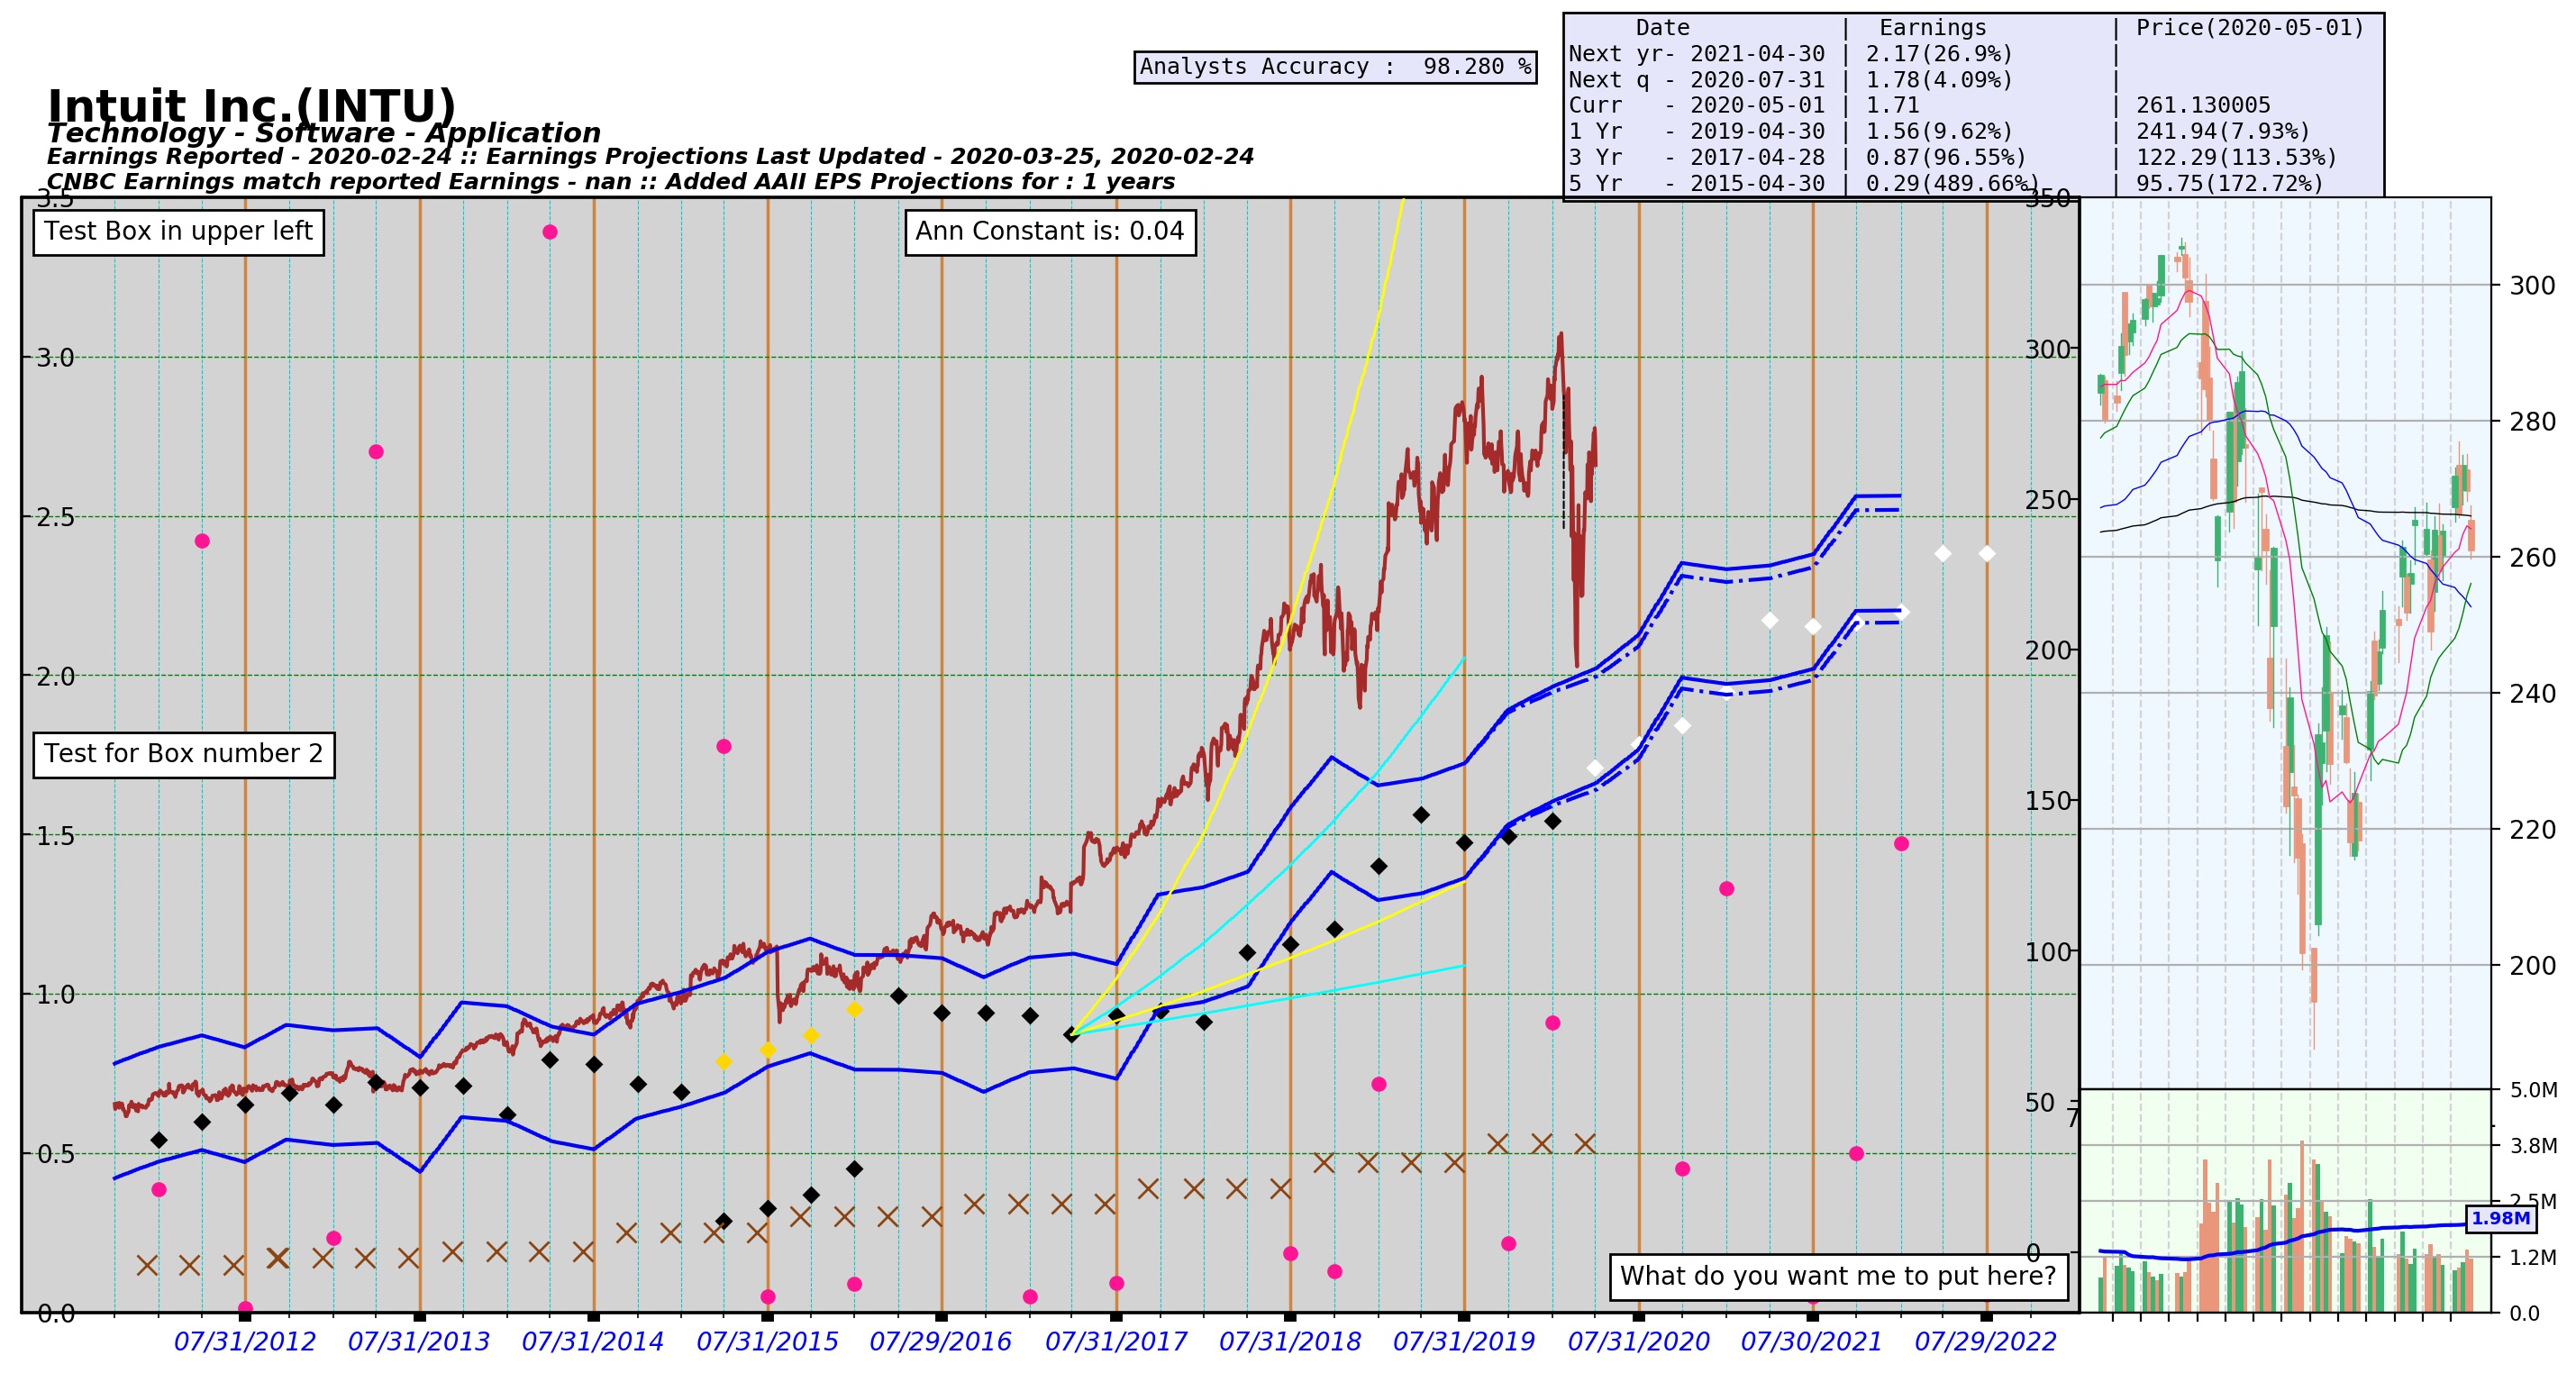 Date | Earnings | Price(2020-05-01)
Next yr- 2021-04-30 | 2.17(26.9%) |
Next q - 2020-07-31 | 1.78(4.09%) |
Curr - 2020-05-01 | 1.71 | 261.130005
1 Yr - 2019-04-30 | 1.56(9.62%) | 241.94(7.93%)
3 Yr - 2017-04-28 | 0.87(96.55%) | 122.29(113.53%)
5 Yr - 2015-04-30 | 0.29(489.66%) | 95.75(172.72%)
Analysts Accuracy : 98.280 %
Intuit Inc.(INTU)
Technology - Software - Application
Earnings Reported - 2020-02-24 :: Earnings Projections Last Updated - 2020-03-25, 2020-02-24
CNBC Earnings match reported Earnings - nan :: Added AAII EPS Projections for : 1 years
Test Box in upper left
Ann Constant is: 0.04
Test for Box number 2
What do you want me to put here?
3.5
3.0
2.5
2.0
1.5
1.0
0.5
0.0
350
300
250
200
150
100
50
0
7
300
280
260
240
220
200
5.0M
3.8M
2.5M
1.98M
1.2M
0.0
07/31/2012 07/31/2013 07/31/2014 07/31/2015 07/29/2016 07/31/2017 07/31/2018 07/31/2019 07/31/2020 07/30/2021 07/29/2022